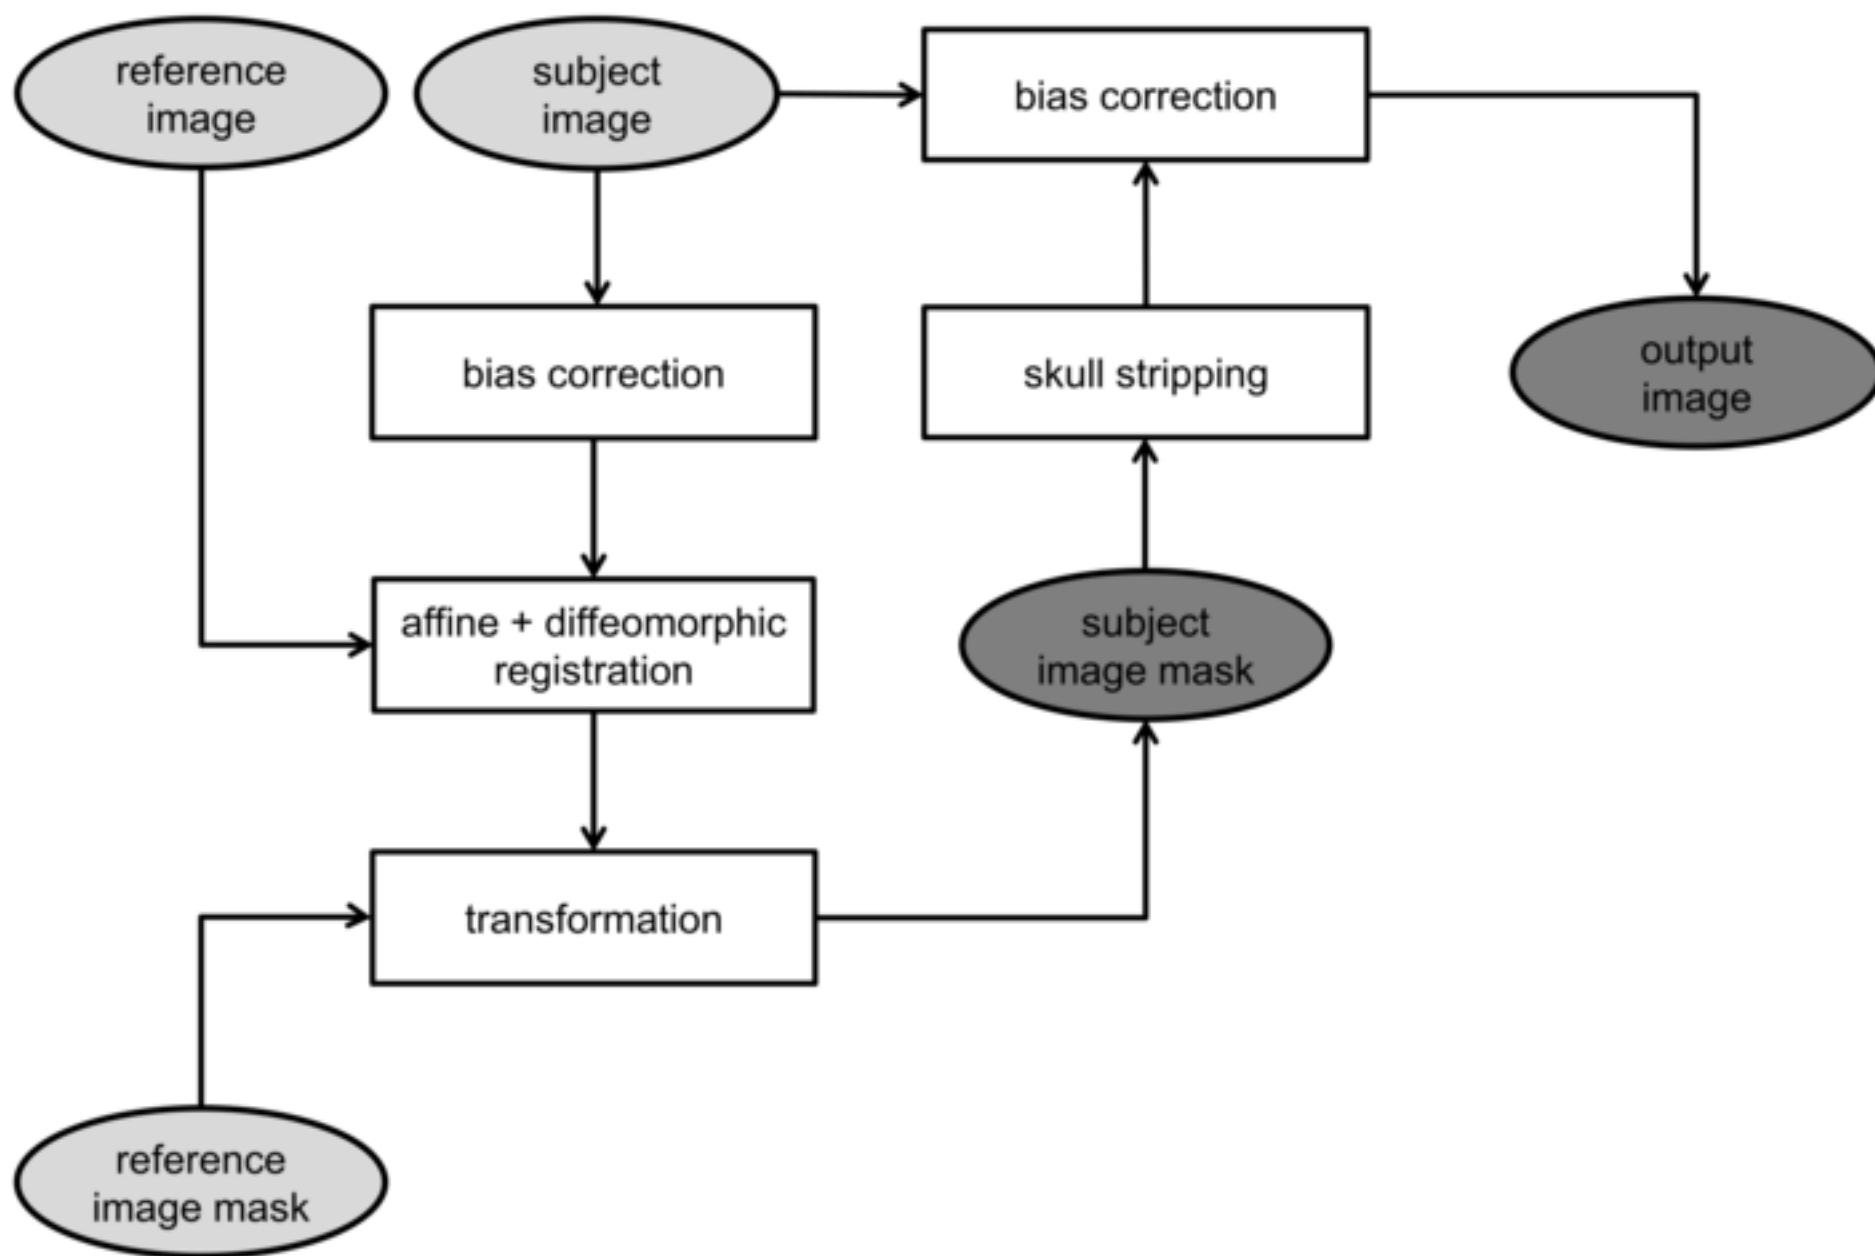 reference
image
subject
image
bias correction
bias correction
skull stripping
output
image
affine + diffeomorphic
registration
subject
image mask
transformation
reference
image mask